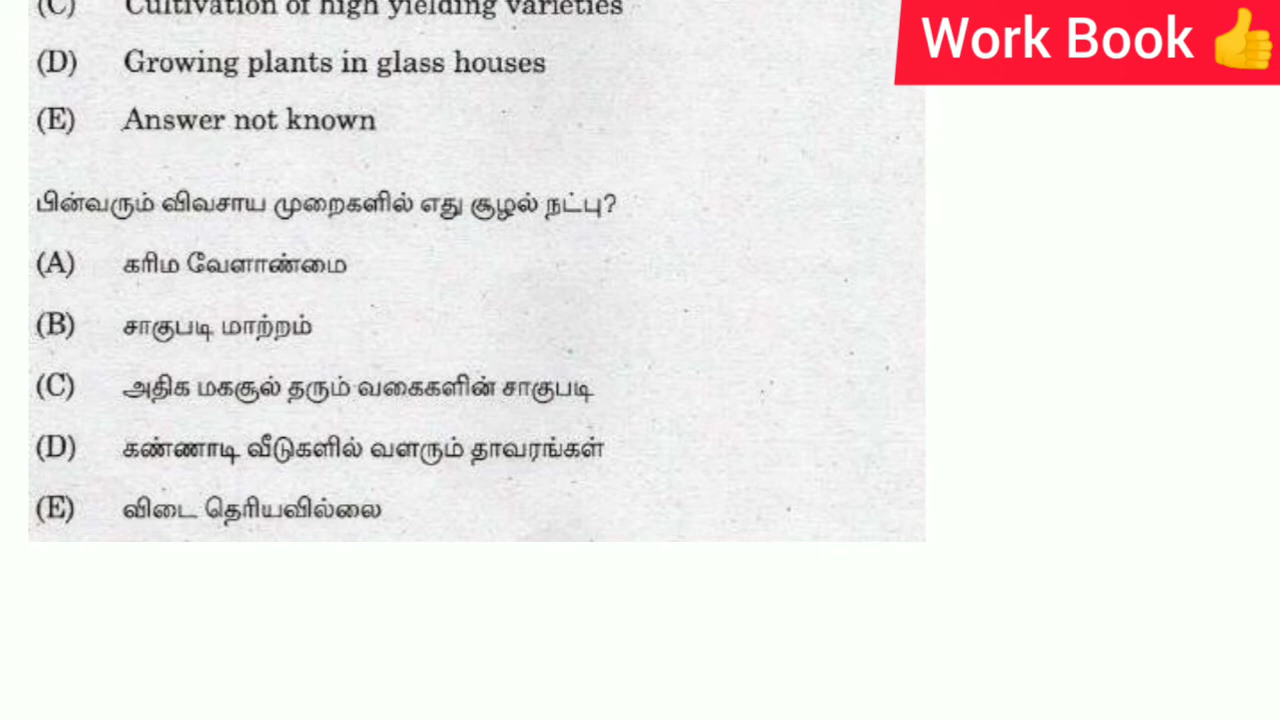 (C) Cultivation of high yielding varieties
Work Book 👍
(D) Growing plants in glass houses
(E) Answer not known
பின்வரும் விவசாய முறைகளில் எது சூழல் நட்பு?
(A) கரிம வேளாண்மை
(B) சாகுபடி மாற்றம்
(C) அதிக மகசூல் தரும் வகைகளின் சாகுபடி
(D) கண்ணாடி வீடுகளில் வளரும் தாவரங்கள்
(E) விடை தெரியவில்லை